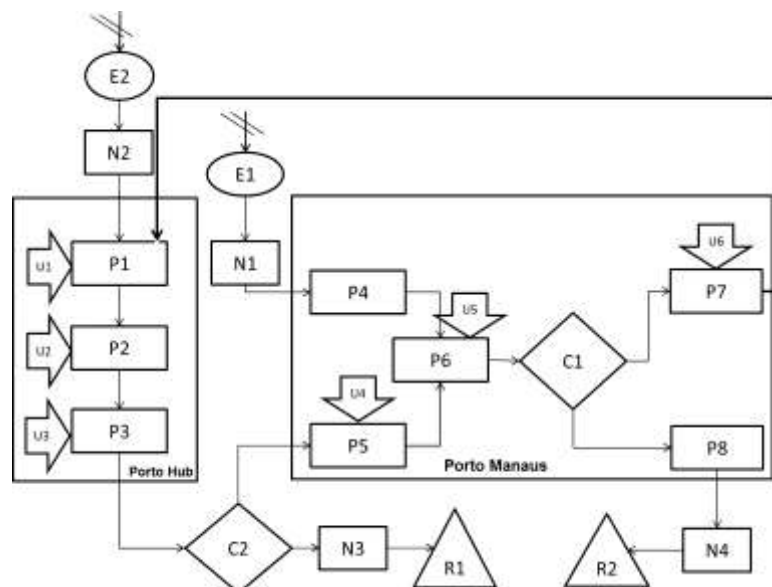 E2
N2
E1
U1
P1
N1
P4
U6
P7
U2
P2
U5
P6
C1
U3
P3
U4
P5
P8
Porto Hub
Porto Manaus
C2
N3
R1
R2
N4